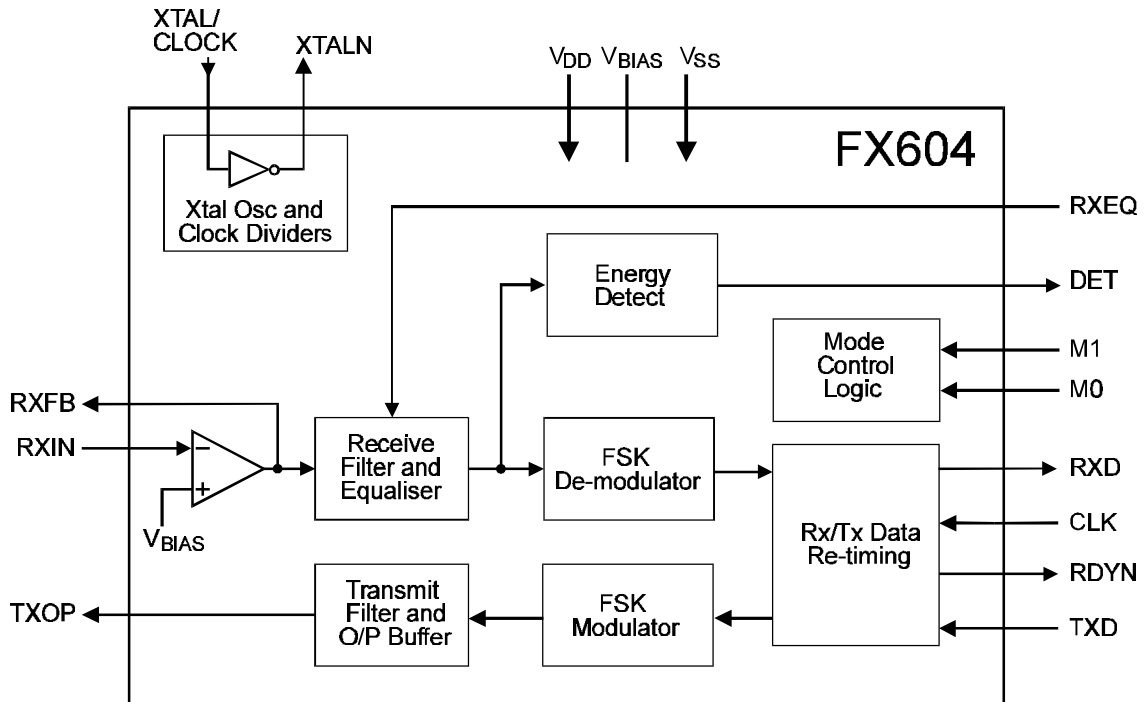 XTAL/
CLOCK
XTALN
VDD
VBIAS
VSS
FX604
Xtal Osc and
Clock Dividers
RXEQ
Energy
Detect
DET
Mode
Control
Logic
M1
M0
RXFB
RXIN
−
+
VBIAS
Receive
Filter and
Equaliser
FSK
De-modulator
Rx/Tx Data
Re-timing
RXD
CLK
RDYN
TXD
TXOP
Transmit
Filter and
O/P Buffer
FSK
Modulator